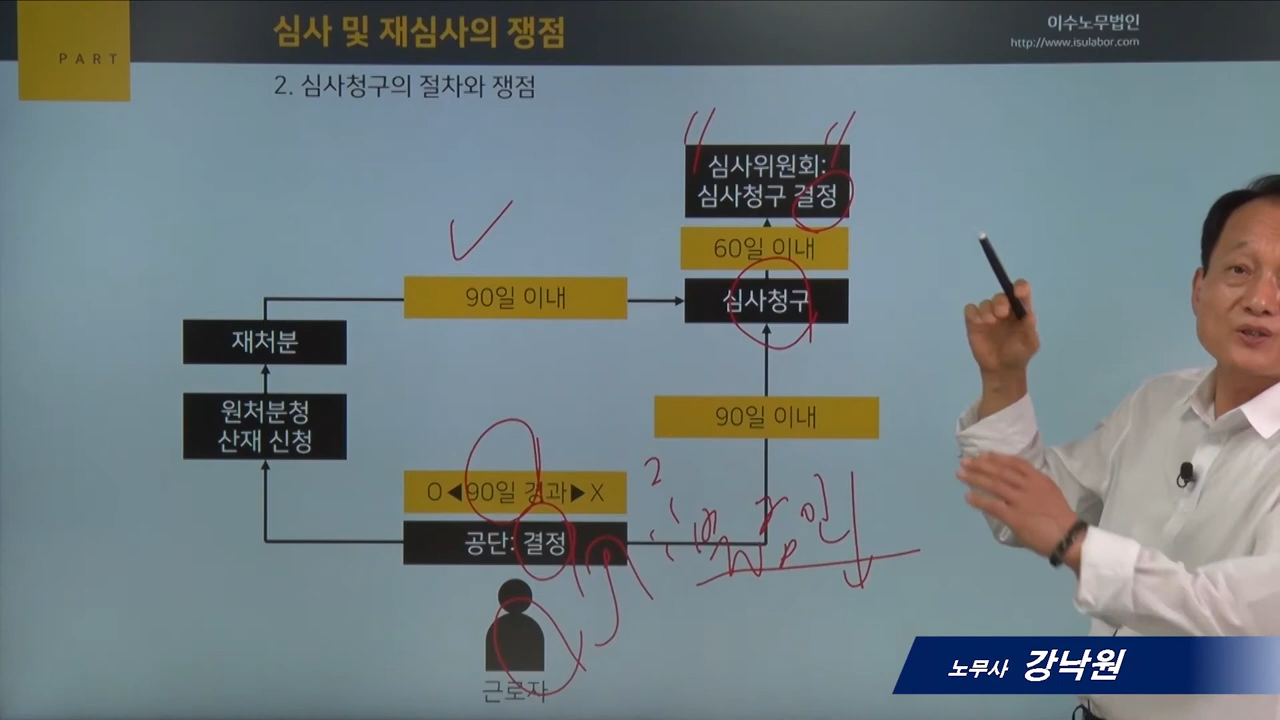 PART
심사 및 재심사의 쟁점
이수노무법인
http://www.isulabor.com
2. 심사청구의 절차와 쟁점
심사위원회:
심사청구 결정
60일 이내
90일 이내
심사청구
재처분
원처분청
산재 신청
90일 이내
O◀90일 경과▶X
공단: 결정
2
근로자
노무사 강낙원